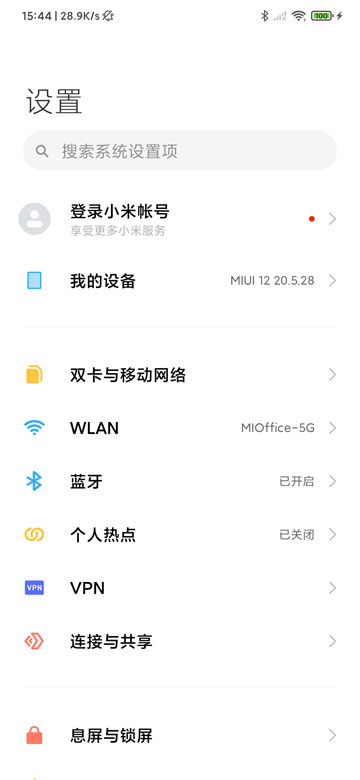 15:44 | 28.9K/s
100
设置
搜索系统设置项
登录小米帐号
享受更多小米服务
我的设备 MIUI 12 20.5.28
双卡与移动网络
WLAN MIOffice-5G
蓝牙 已开启
个人热点 已关闭
VPN VPN
连接与共享
息屏与锁屏